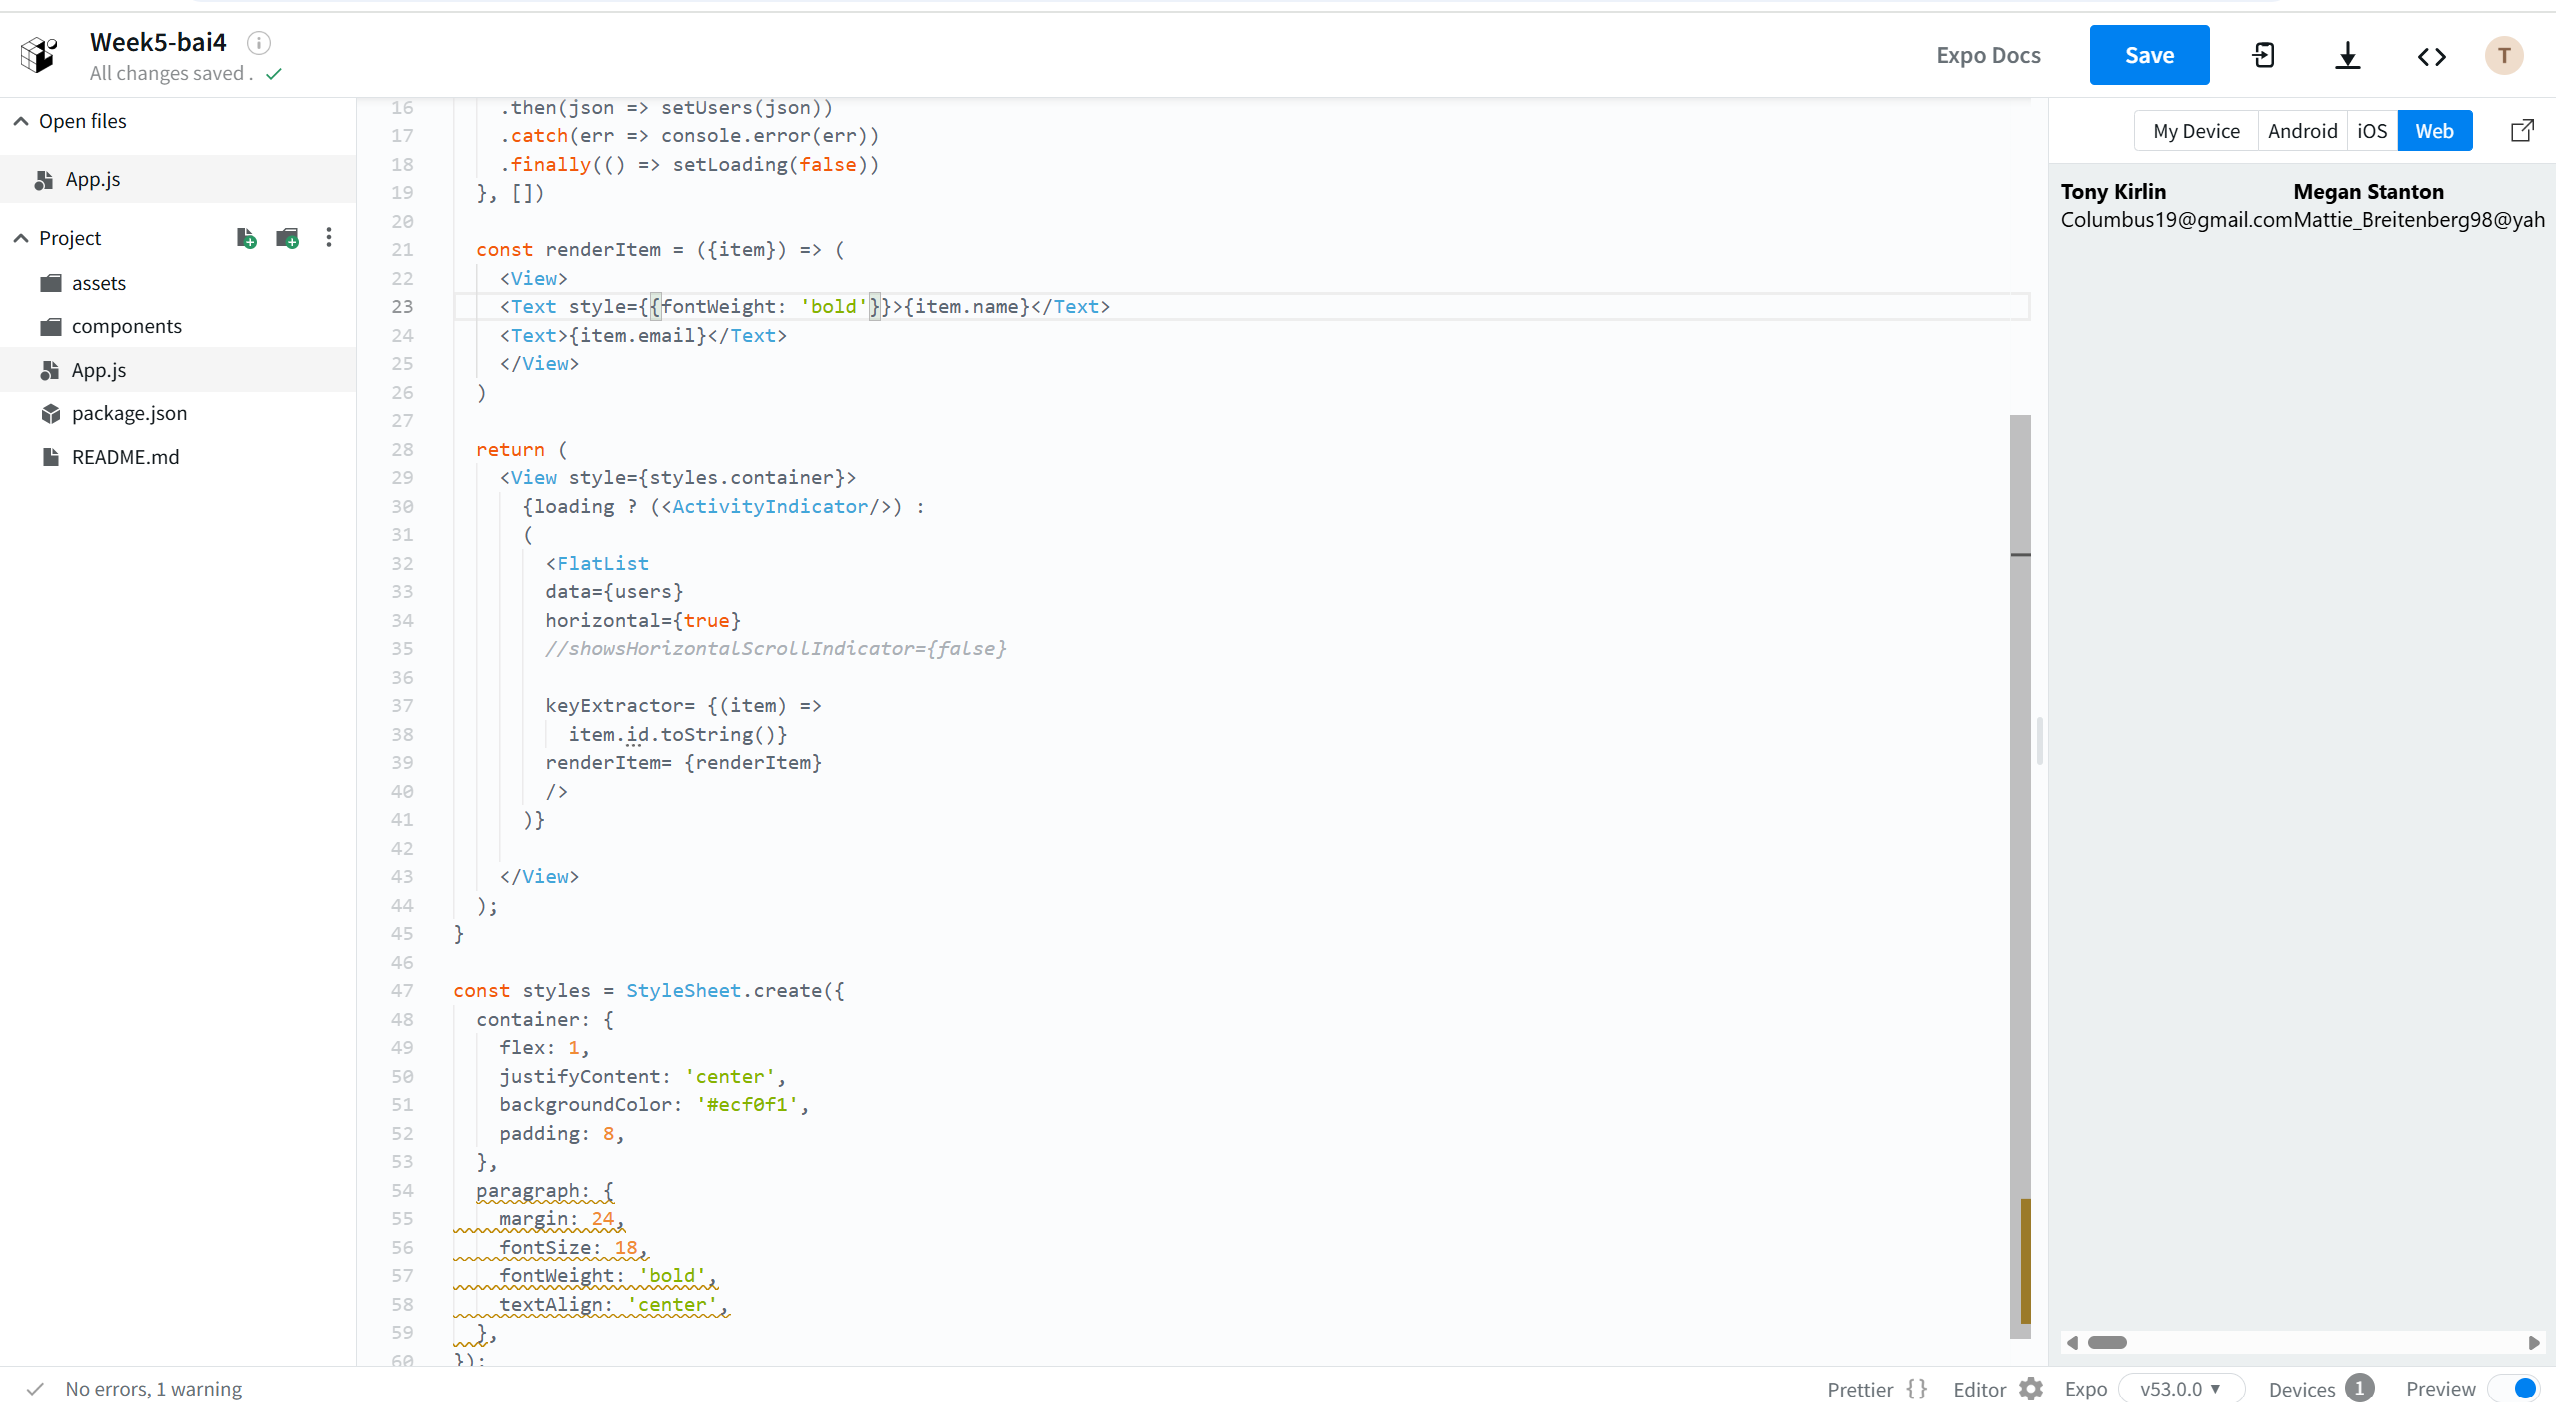 Week5-bai4
All changes saved .
Expo Docs
Save
T
Open files
App.js
Project
assets
components
App.js
package.json
README.md
16 .then(json => setUsers(json))
17 .catch(err => console.error(err))
18 .finally(() => setLoading(false))
19 }, [])
20
21 const renderItem = ({item}) => (
22 <View>
23 <Text style={{fontWeight: 'bold'}}>{item.name}</Text>
24 <Text>{item.email}</Text>
25 </View>
26 )
27
28 return (
29 <View style={styles.container}>
30 {loading ? (<ActivityIndicator/>) :
31 (
32 <FlatList
33 data={users}
34 horizontal={true}
35 //showsHorizontalScrollIndicator={false}
36
37 keyExtractor= {(item) =>
38 item.id.toString()}
39 renderItem= {renderItem}
40 />
41 )}
42
43 </View>
44 );
45 }
46
47 const styles = StyleSheet.create({
48 container: {
49 flex: 1,
50 justifyContent: 'center',
51 backgroundColor: '#ecf0f1',
52 padding: 8,
53 },
54 paragraph: {
55 margin: 24,
56 fontSize: 18,
57 fontWeight: 'bold',
58 textAlign: 'center',
59 },
60 });
My Device Android iOS Web
Tony Kirlin Megan Stanton
Columbus19@gmail.comMattie_Breitenberg98@yah
No errors, 1 warning
Prettier {} Editor Expo v53.0.0 Devices 1 Preview